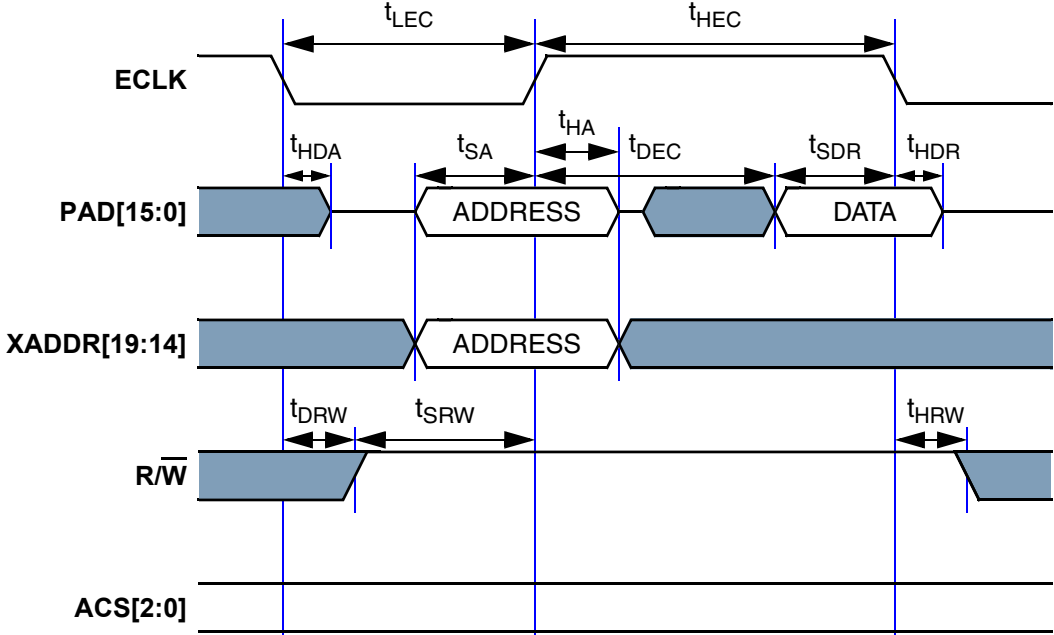 tLEC tHEC
ECLK
tHDA tSA tHA tDEC tSDR tHDR
PAD[15:0] ADDRESS DATA
XADDR[19:14] ADDRESS
tDRW tSRW tHRW
R/W̅
ACS[2:0]